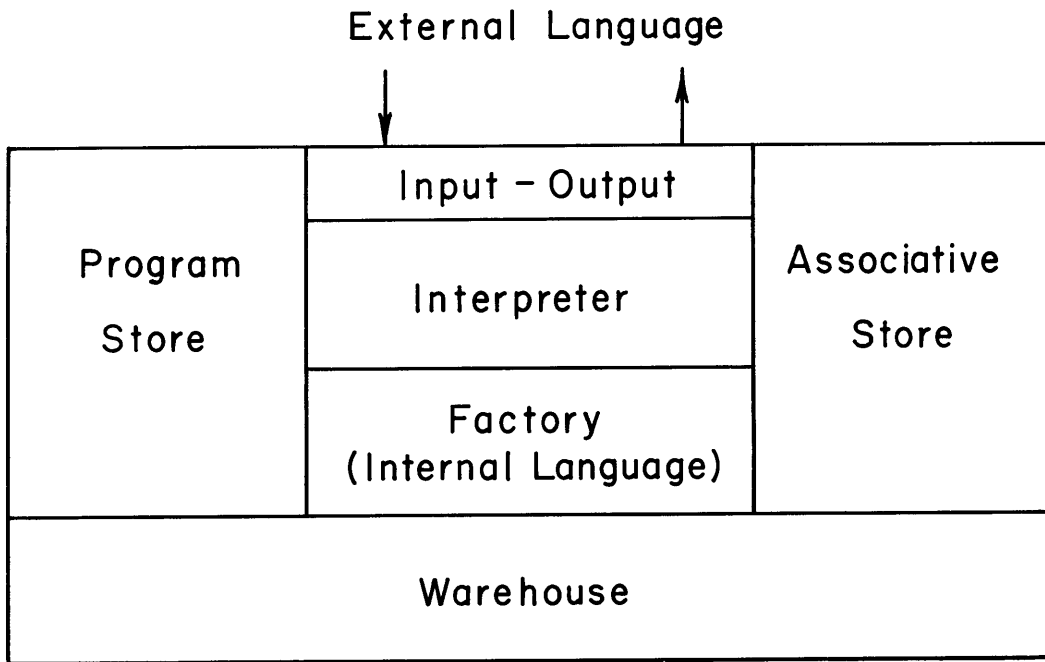 External Language
Input – Output
Program
Store
Interpreter
Associative
Store
Factory
(Internal Language)
Warehouse